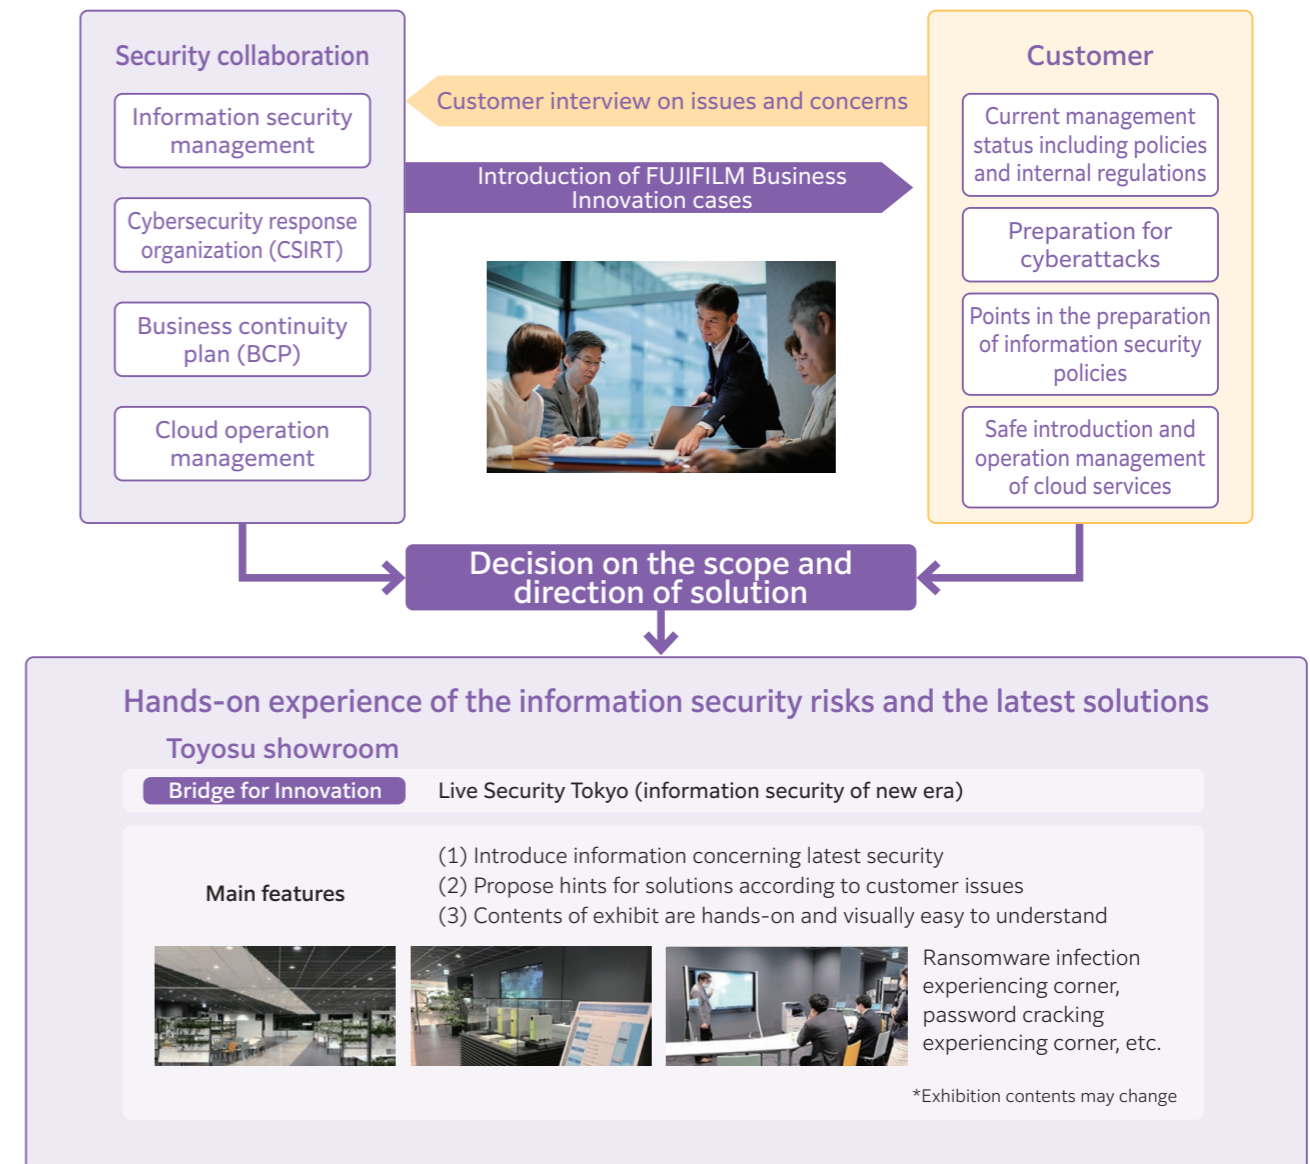 Security collaboration
Information security
management
Cybersecurity response
organization (CSIRT)
Business continuity
plan (BCP)
Cloud operation
management
Customer interview on issues and concerns
Introduction of FUJIFILM Business
Innovation cases
Customer
Current management
status including policies
and internal regulations
Preparation for
cyberattacks
Points in the preparation
of information security
policies
Safe introduction and
operation management
of cloud services
Decision on the scope and
direction of solution
Hands-on experience of the information security risks and the latest solutions
Toyosu showroom
Bridge for Innovation
Live Security Tokyo (information security of new era)
Main features
(1) Introduce information concerning latest security
(2) Propose hints for solutions according to customer issues
(3) Contents of exhibit are hands-on and visually easy to understand
Ransomware infection
experiencing corner,
password cracking
experiencing corner, etc.
*Exhibition contents may change